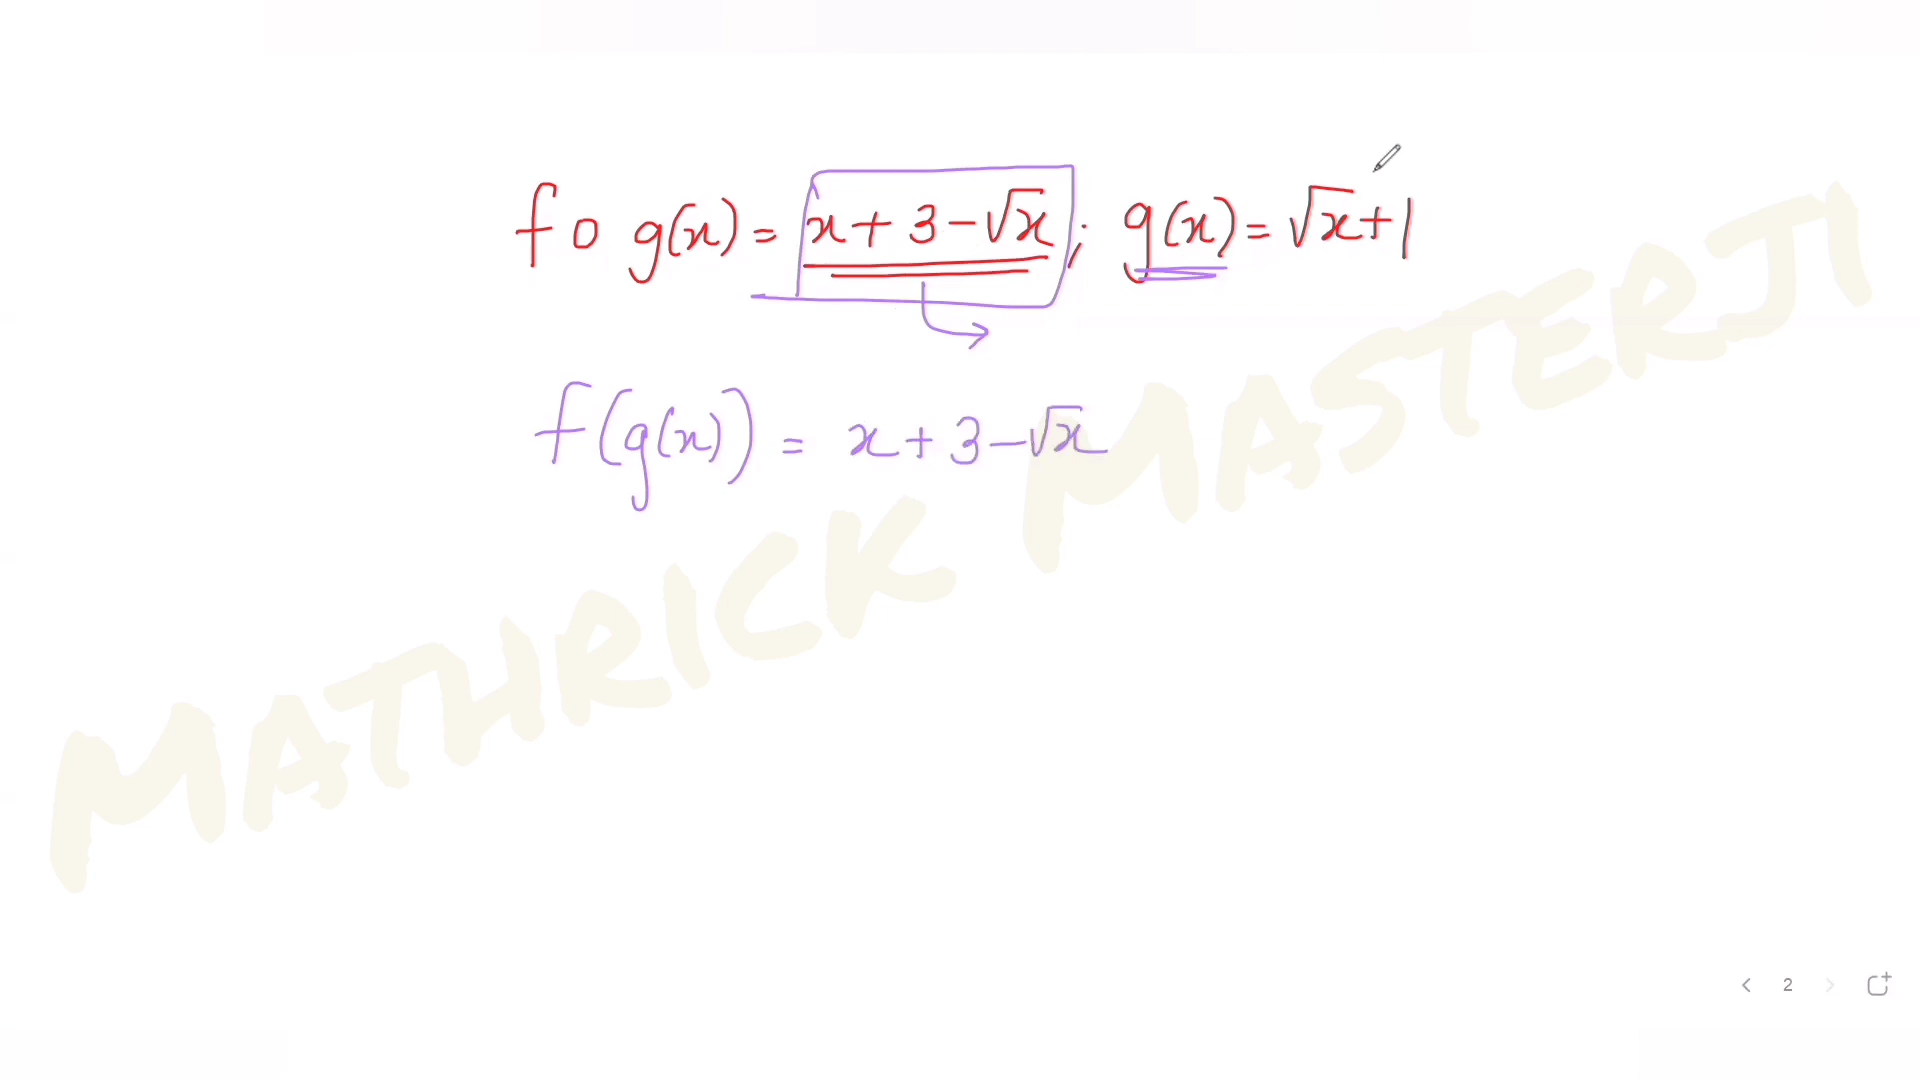 f o g(x) = x + 3 - √x ; g(x) = √x + 1
f(g(x)) = x + 3 - √x
MATHRICK MASTERJI
2